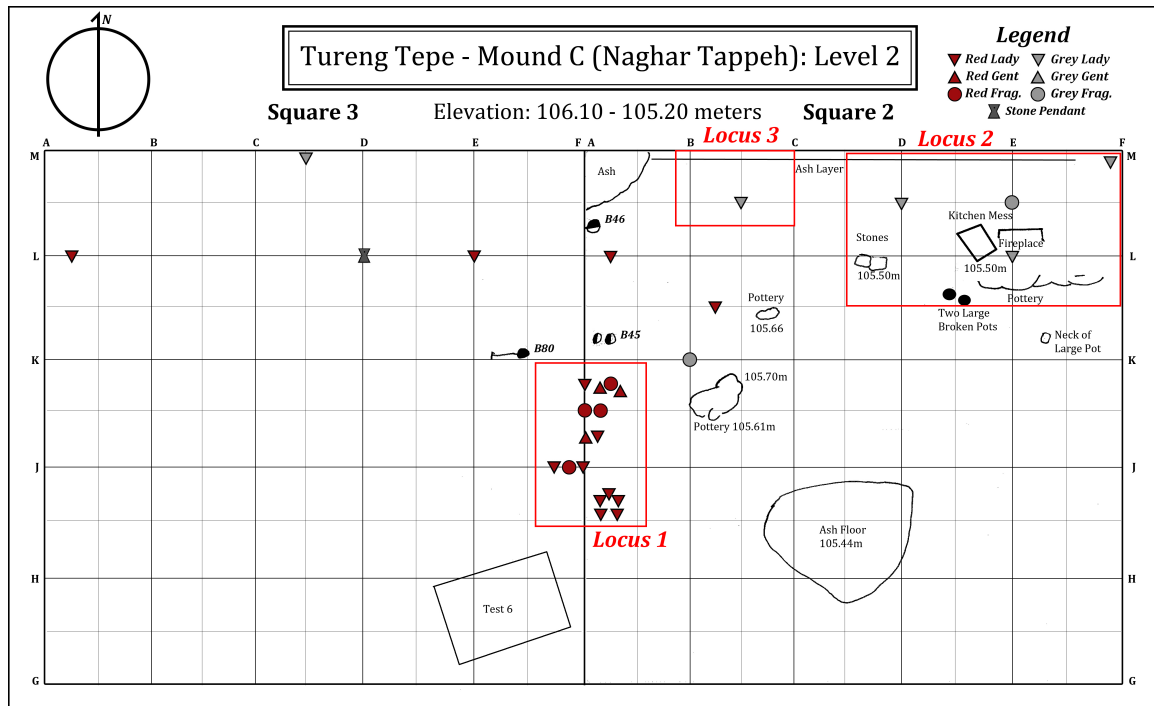 N
Tureng Tepe - Mound C (Naghar Tappeh): Level 2
Legend
Red Lady
Grey Lady
Red Gent
Grey Gent
Red Frag.
Grey Frag.
Stone Pendant
Square 3
Elevation: 106.10 - 105.20 meters
Square 2
Locus 3
Locus 2
A
B
C
D
E
F
A
B
C
D
E
F
M
M
Ash
Ash Layer
B46
Kitchen Mess
Stones
Fireplace
L
L
105.50m
105.50m
Pottery
Pottery
105.66
Two Large
Broken Pots
Neck of
Large Pot
B45
B80
K
K
105.70m
Pottery 105.61m
J
J
Ash Floor
105.44m
Locus 1
H
H
Test 6
G
G